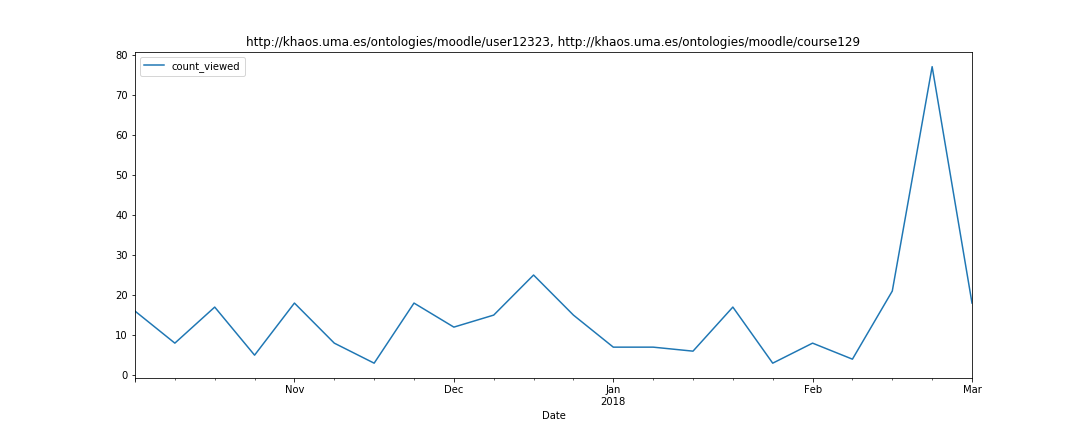 http://khaos.uma.es/ontologies/moodle/user12323, http://khaos.uma.es/ontologies/moodle/course129
count_viewed
80
70
60
50
40
30
20
10
0
Nov Dec Jan Feb Mar
2018
Date